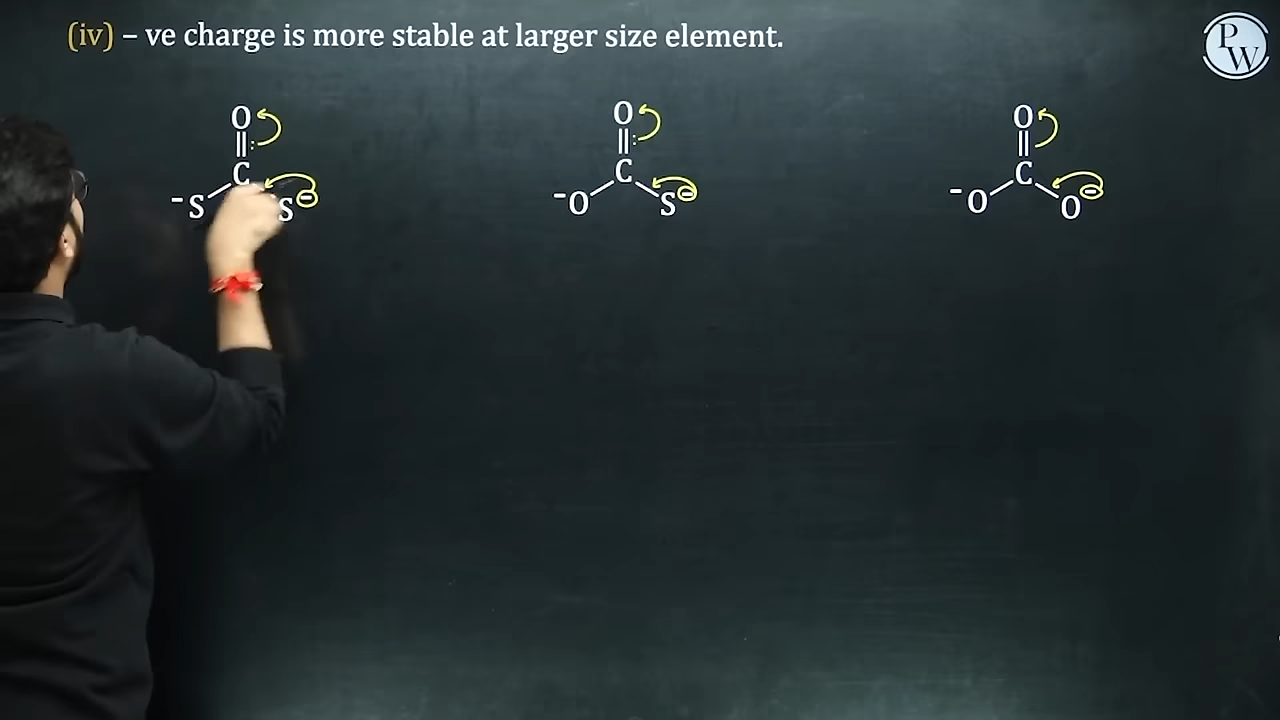 (iv) – ve charge is more stable at larger size element.
P
W
O O O
C C C
-S S⊖ -O S⊖ -O O⊖